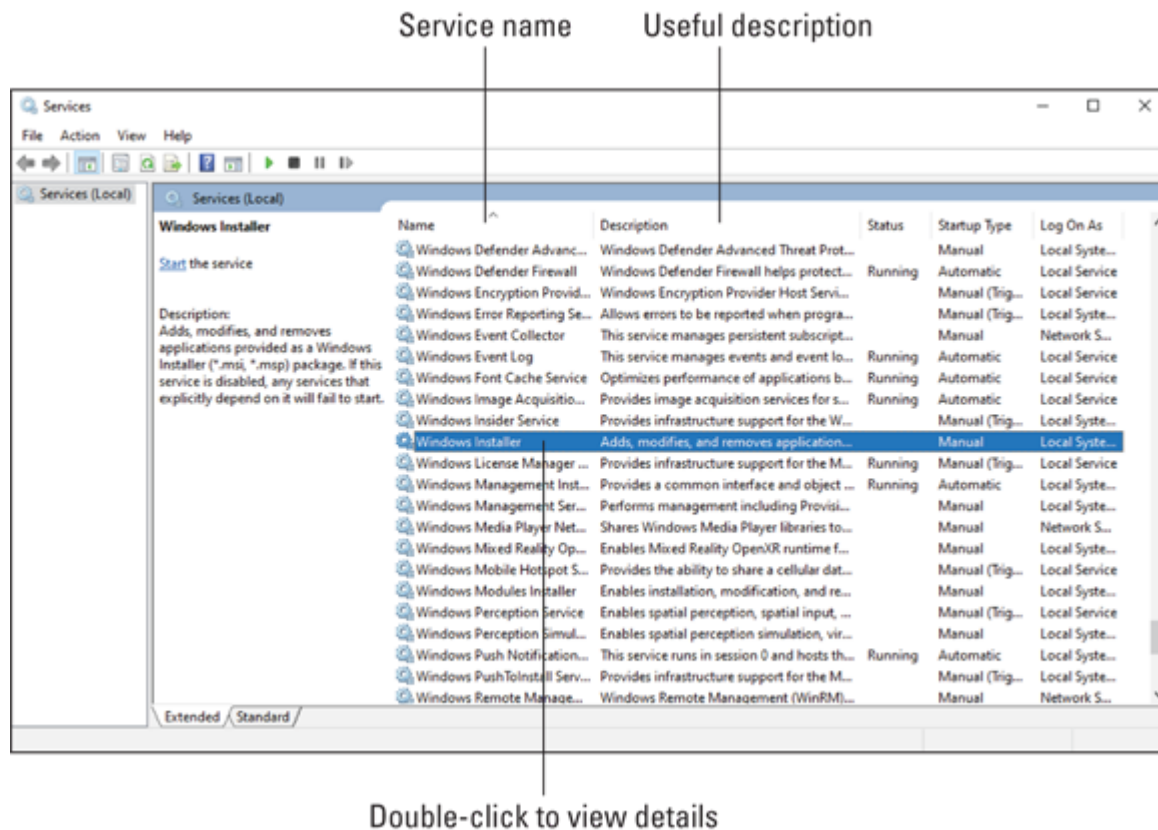 Service name Useful description
Services
File Action View Help
Services (Local) Services (Local)
Windows Installer
Start the service
Description:
Adds, modifies, and removes
applications provided as a Windows
Installer (*.msi, *.msp) package. If this
service is disabled, any services that
explicitly depend on it will fail to start.
Name Description Status Startup Type Log On As
Windows Defender Advanc... Windows Defender Advanced Threat Prot... Manual Local Syste...
Windows Defender Firewall Windows Defender Firewall helps protect... Running Automatic Local Service
Windows Encryption Provid... Windows Encryption Provider Host Servi... Manual (Trig... Local Service
Windows Error Reporting Se... Allows errors to be reported when progra... Manual (Trig... Local Syste...
Windows Event Collector This service manages persistent subscript... Manual Network S...
Windows Event Log This service manages events and event lo... Running Automatic Local Service
Windows Font Cache Service Optimizes performance of applications b... Running Automatic Local Service
Windows Image Acquisitio... Provides image acquisition services for s... Running Automatic Local Service
Windows Insider Service Provides infrastructure support for the W... Manual (Trig... Local Syste...
Windows Installer Adds, modifies, and removes application... Manual Local Syste...
Windows License Manager ... Provides infrastructure support for the M... Running Manual (Trig... Local Service
Windows Management Inst... Provides a common interface and object ... Running Automatic Local Syste...
Windows Management Ser... Performs management including Provisi... Manual Local Syste...
Windows Media Player Net... Shares Windows Media Player libraries to... Manual Network S...
Windows Mixed Reality Op... Enables Mixed Reality OpenXR runtime f... Manual Local Syste...
Windows Mobile Hotspot S... Provides the ability to share a cellular dat... Manual (Trig... Local Service
Windows Modules Installer Enables installation, modification, and re... Manual Local Syste...
Windows Perception Service Enables spatial perception, spatial input, ... Manual (Trig... Local Service
Windows Perception Simul... Enables spatial perception simulation, vir... Manual Local Syste...
Windows Push Notification... This service runs in session 0 and hosts th... Running Automatic Local Syste...
Windows PushToInstall Serv... Provides infrastructure support for the M... Manual (Trig... Local Syste...
Windows Remote Manage... Windows Remote Management (WinRM)... Manual Network S...
Extended Standard
Double-click to view details